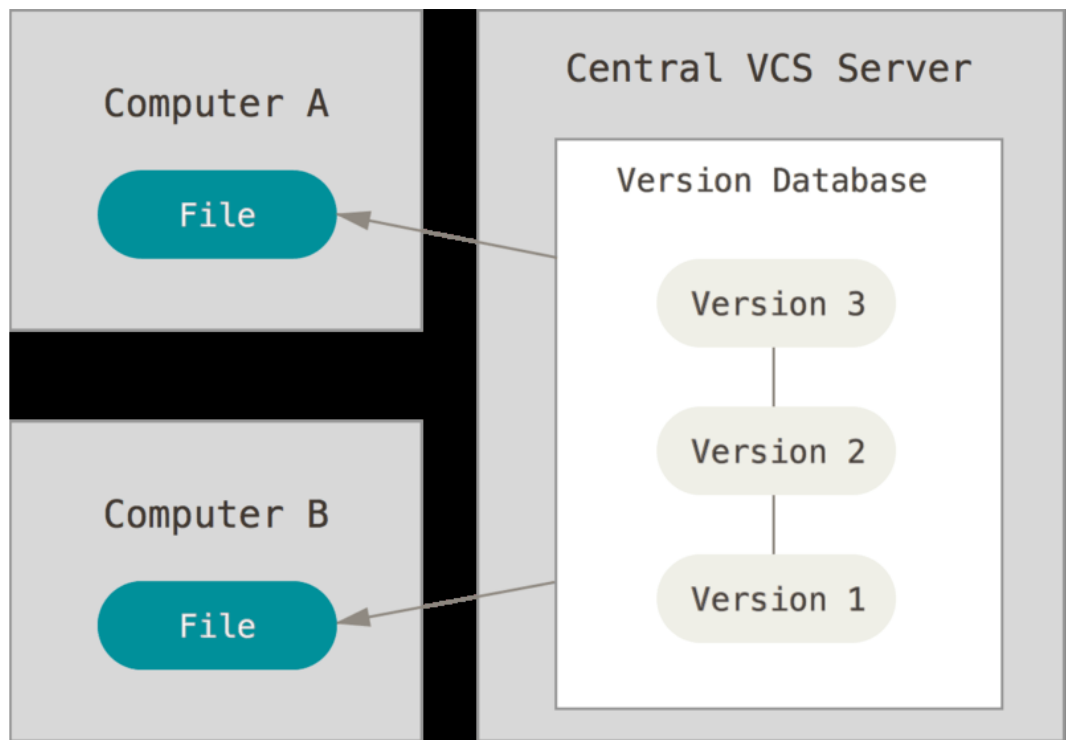 Computer A
File
Computer B
File
Central VCS Server
Version Database
Version 3
Version 2
Version 1